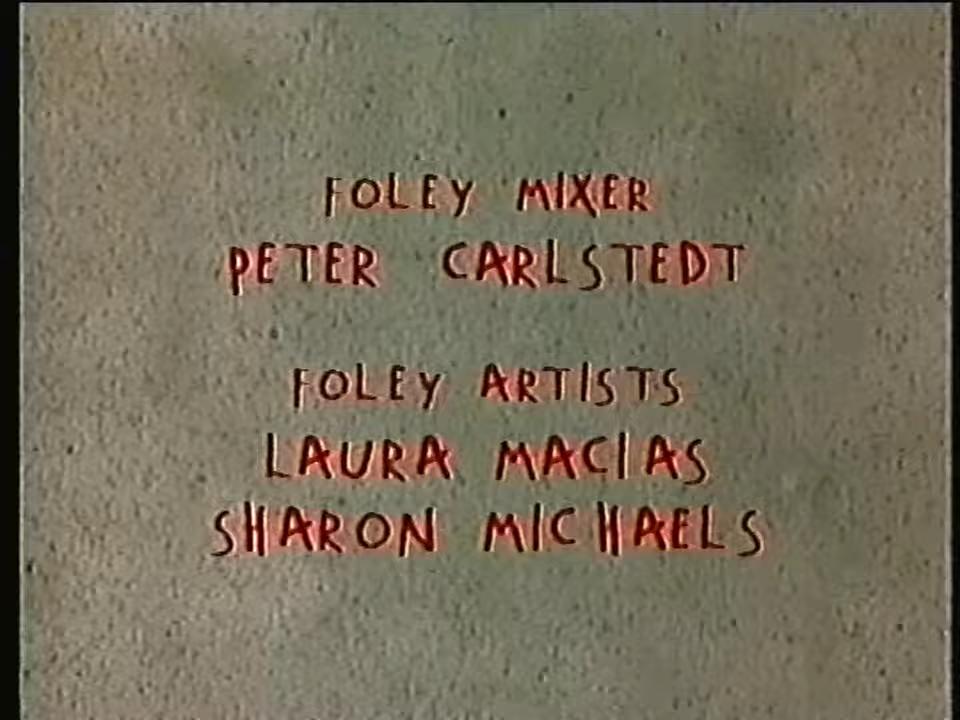 FOLEY MIXER
PETER CARLSTEDT
FOLEY ARTISTS
LAURA MACIAS
SHARON MICHAELS